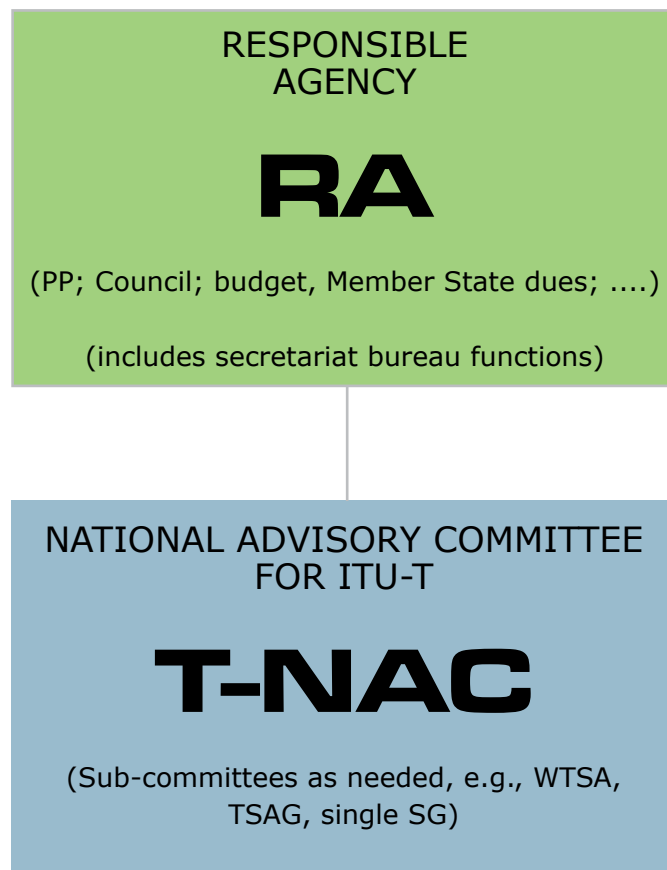 RESPONSIBLE
AGENCY
RA
(PP; Council; budget, Member State dues; ....)
(includes secretariat bureau functions)
NATIONAL ADVISORY COMMITTEE
FOR ITU-T
T-NAC
(Sub-committees as needed, e.g., WTSA,
TSAG, single SG)